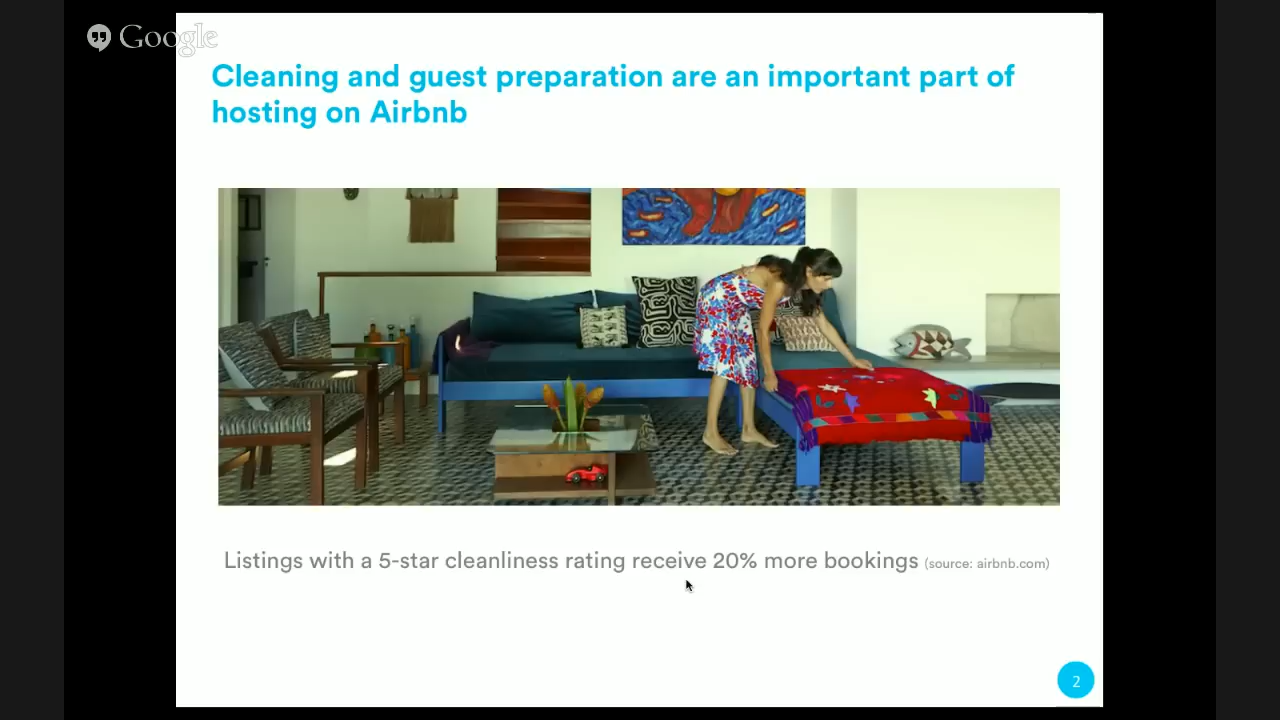 Google
Cleaning and guest preparation are an important part of
hosting on Airbnb
Listings with a 5-star cleanliness rating receive 20% more bookings (source: airbnb.com)
2